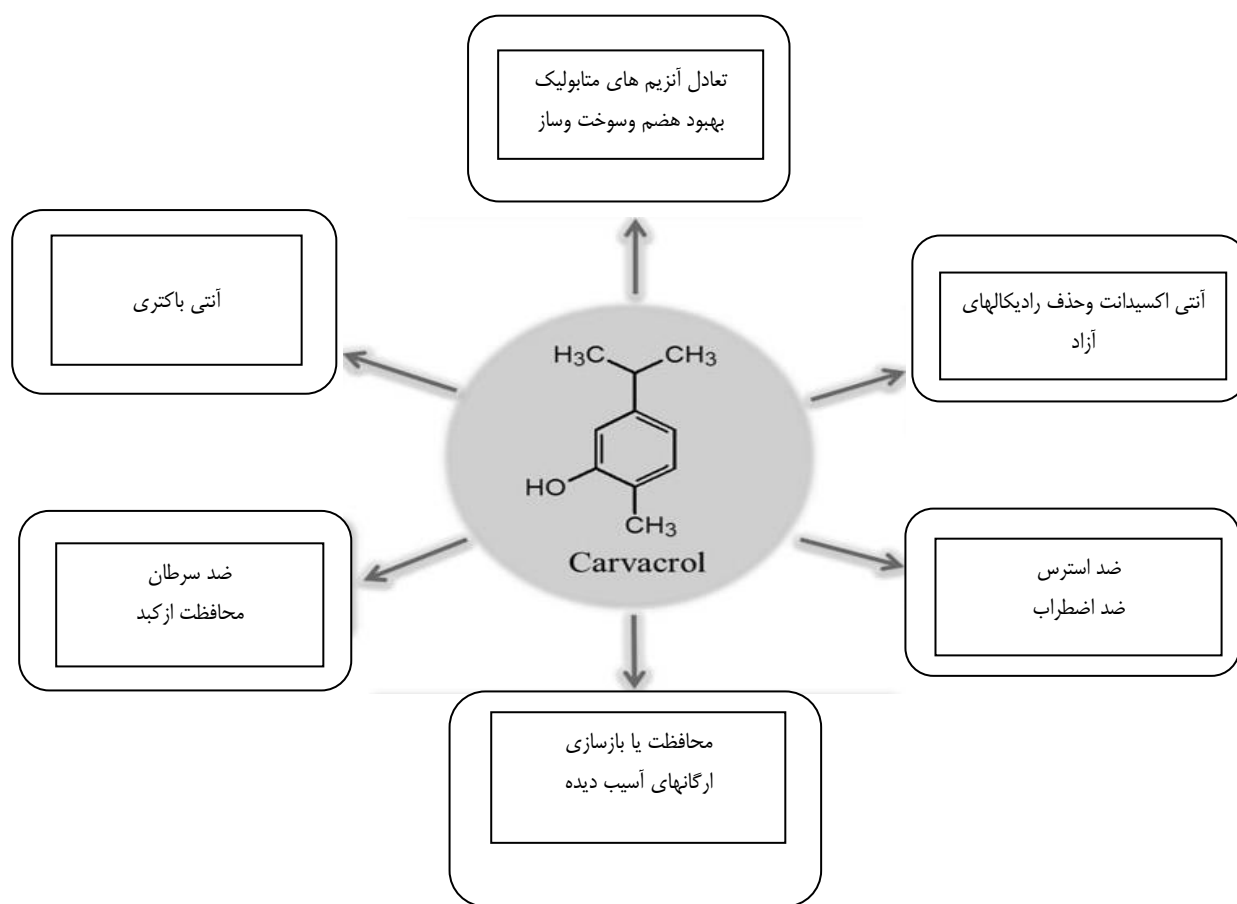 تعادل آنزیم های متابولیک
بهبود هضم وسوخت وساز
آنتی اکسیدانت وحذف رادیکالهای
آزاد
آنتی باکتری
H₃C CH₃
HO
CH₃
Carvacrol
ضد استرس
ضد اضطراب
ضد سرطان
محافظت ازکبد
محافظت یا بازسازی
ارگانهای آسیب دیده